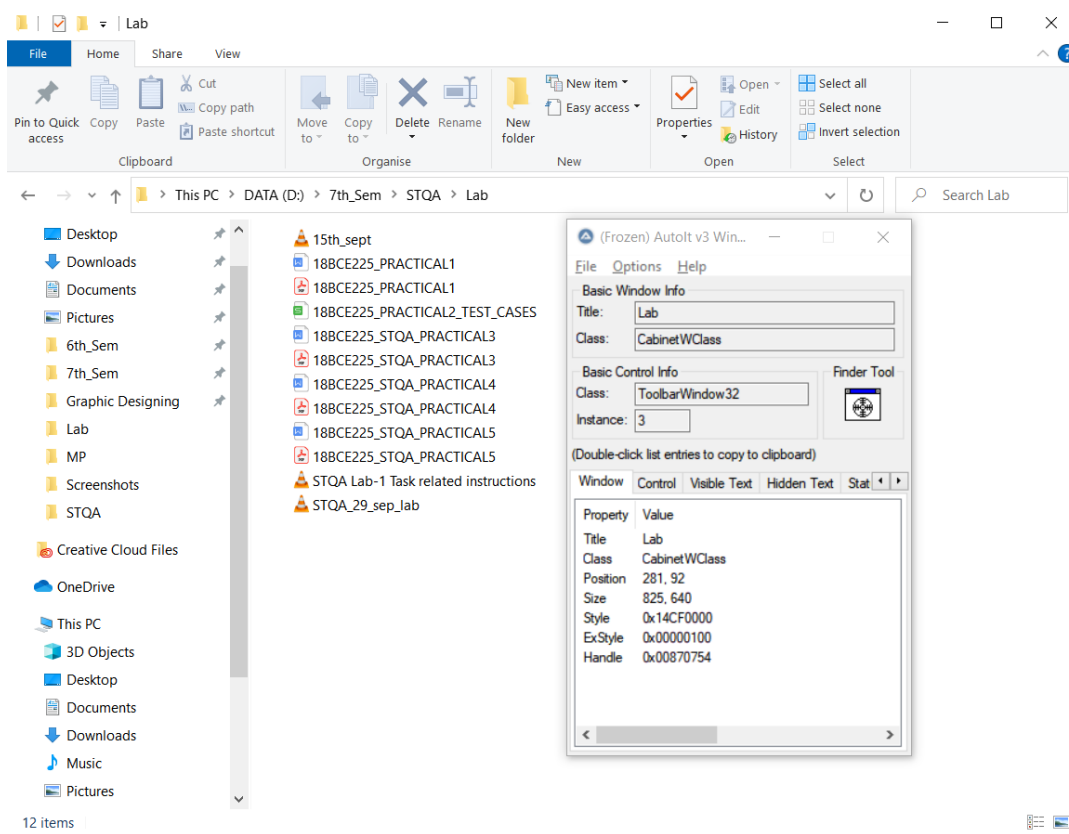 Lab
File Home Share View
Pin to Quick access
Copy
Paste
Cut
Copy path
Paste shortcut
Clipboard
Move to
Copy to
Delete
Rename
Organise
New folder
New item
Easy access
New
Properties
Open
Edit
History
Open
Select all
Select none
Invert selection
Select
This PC > DATA (D:) > 7th_Sem > STQA > Lab
Search Lab
Desktop
Downloads
Documents
Pictures
6th_Sem
7th_Sem
Graphic Designing
Lab
MP
Screenshots
STQA
Creative Cloud Files
OneDrive
This PC
3D Objects
Desktop
Documents
Downloads
Music
Pictures
15th_sept
18BCE225_PRACTICAL1
18BCE225_PRACTICAL1
18BCE225_PRACTICAL2_TEST_CASES
18BCE225_STQA_PRACTICAL3
18BCE225_STQA_PRACTICAL3
18BCE225_STQA_PRACTICAL4
18BCE225_STQA_PRACTICAL4
18BCE225_STQA_PRACTICAL5
18BCE225_STQA_PRACTICAL5
STQA Lab-1 Task related instructions
STQA_29_sep_lab
(Frozen) AutoIt v3 Win...
File Options Help
Basic Window Info
Title: Lab
Class: CabinetWClass
Basic Control Info
Class: ToolbarWindow32
Instance: 3
Finder Tool
(Double-click list entries to copy to clipboard)
Window Control Visible Text Hidden Text Stat
Property Value
Title Lab
Class CabinetWClass
Position 281, 92
Size 825, 640
Style 0x14CF0000
ExStyle 0x00000100
Handle 0x00870754
12 items